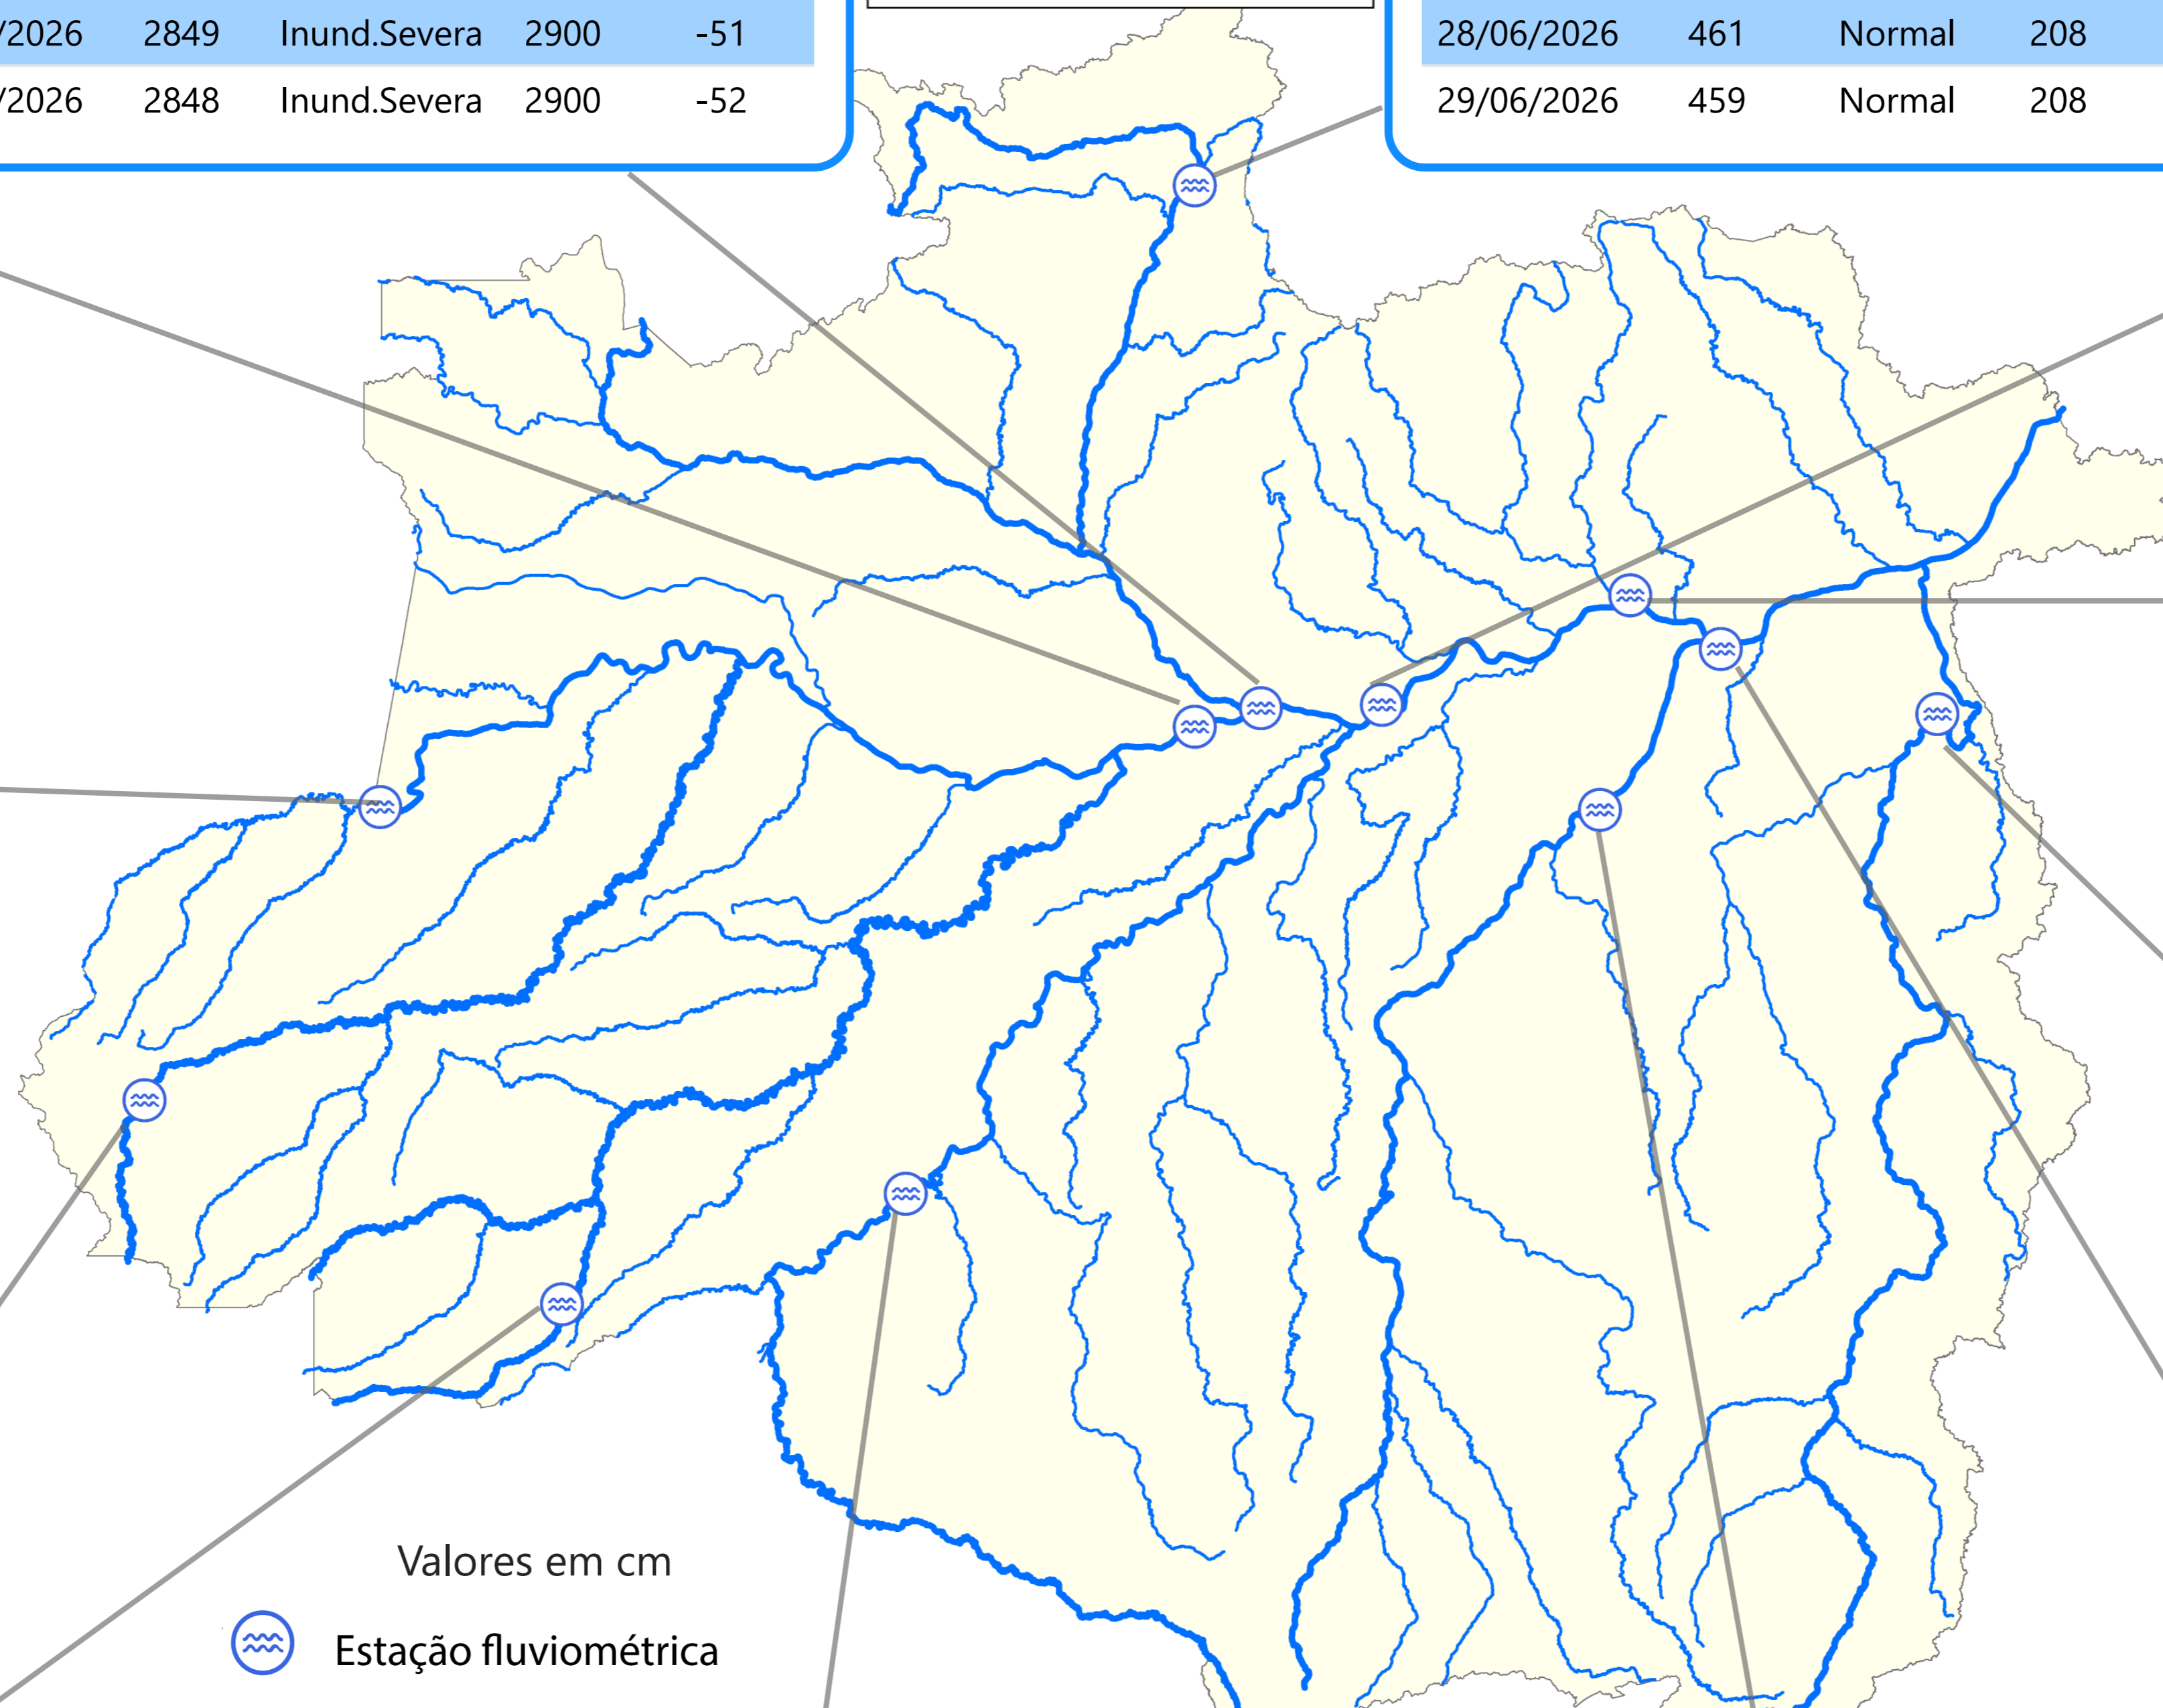 /2026 2849 Inund.Severa 2900 -51
/2026 2848 Inund.Severa 2900 -52
28/06/2026 461 Normal 208
29/06/2026 459 Normal 208
Valores em cm
Estação fluviométrica